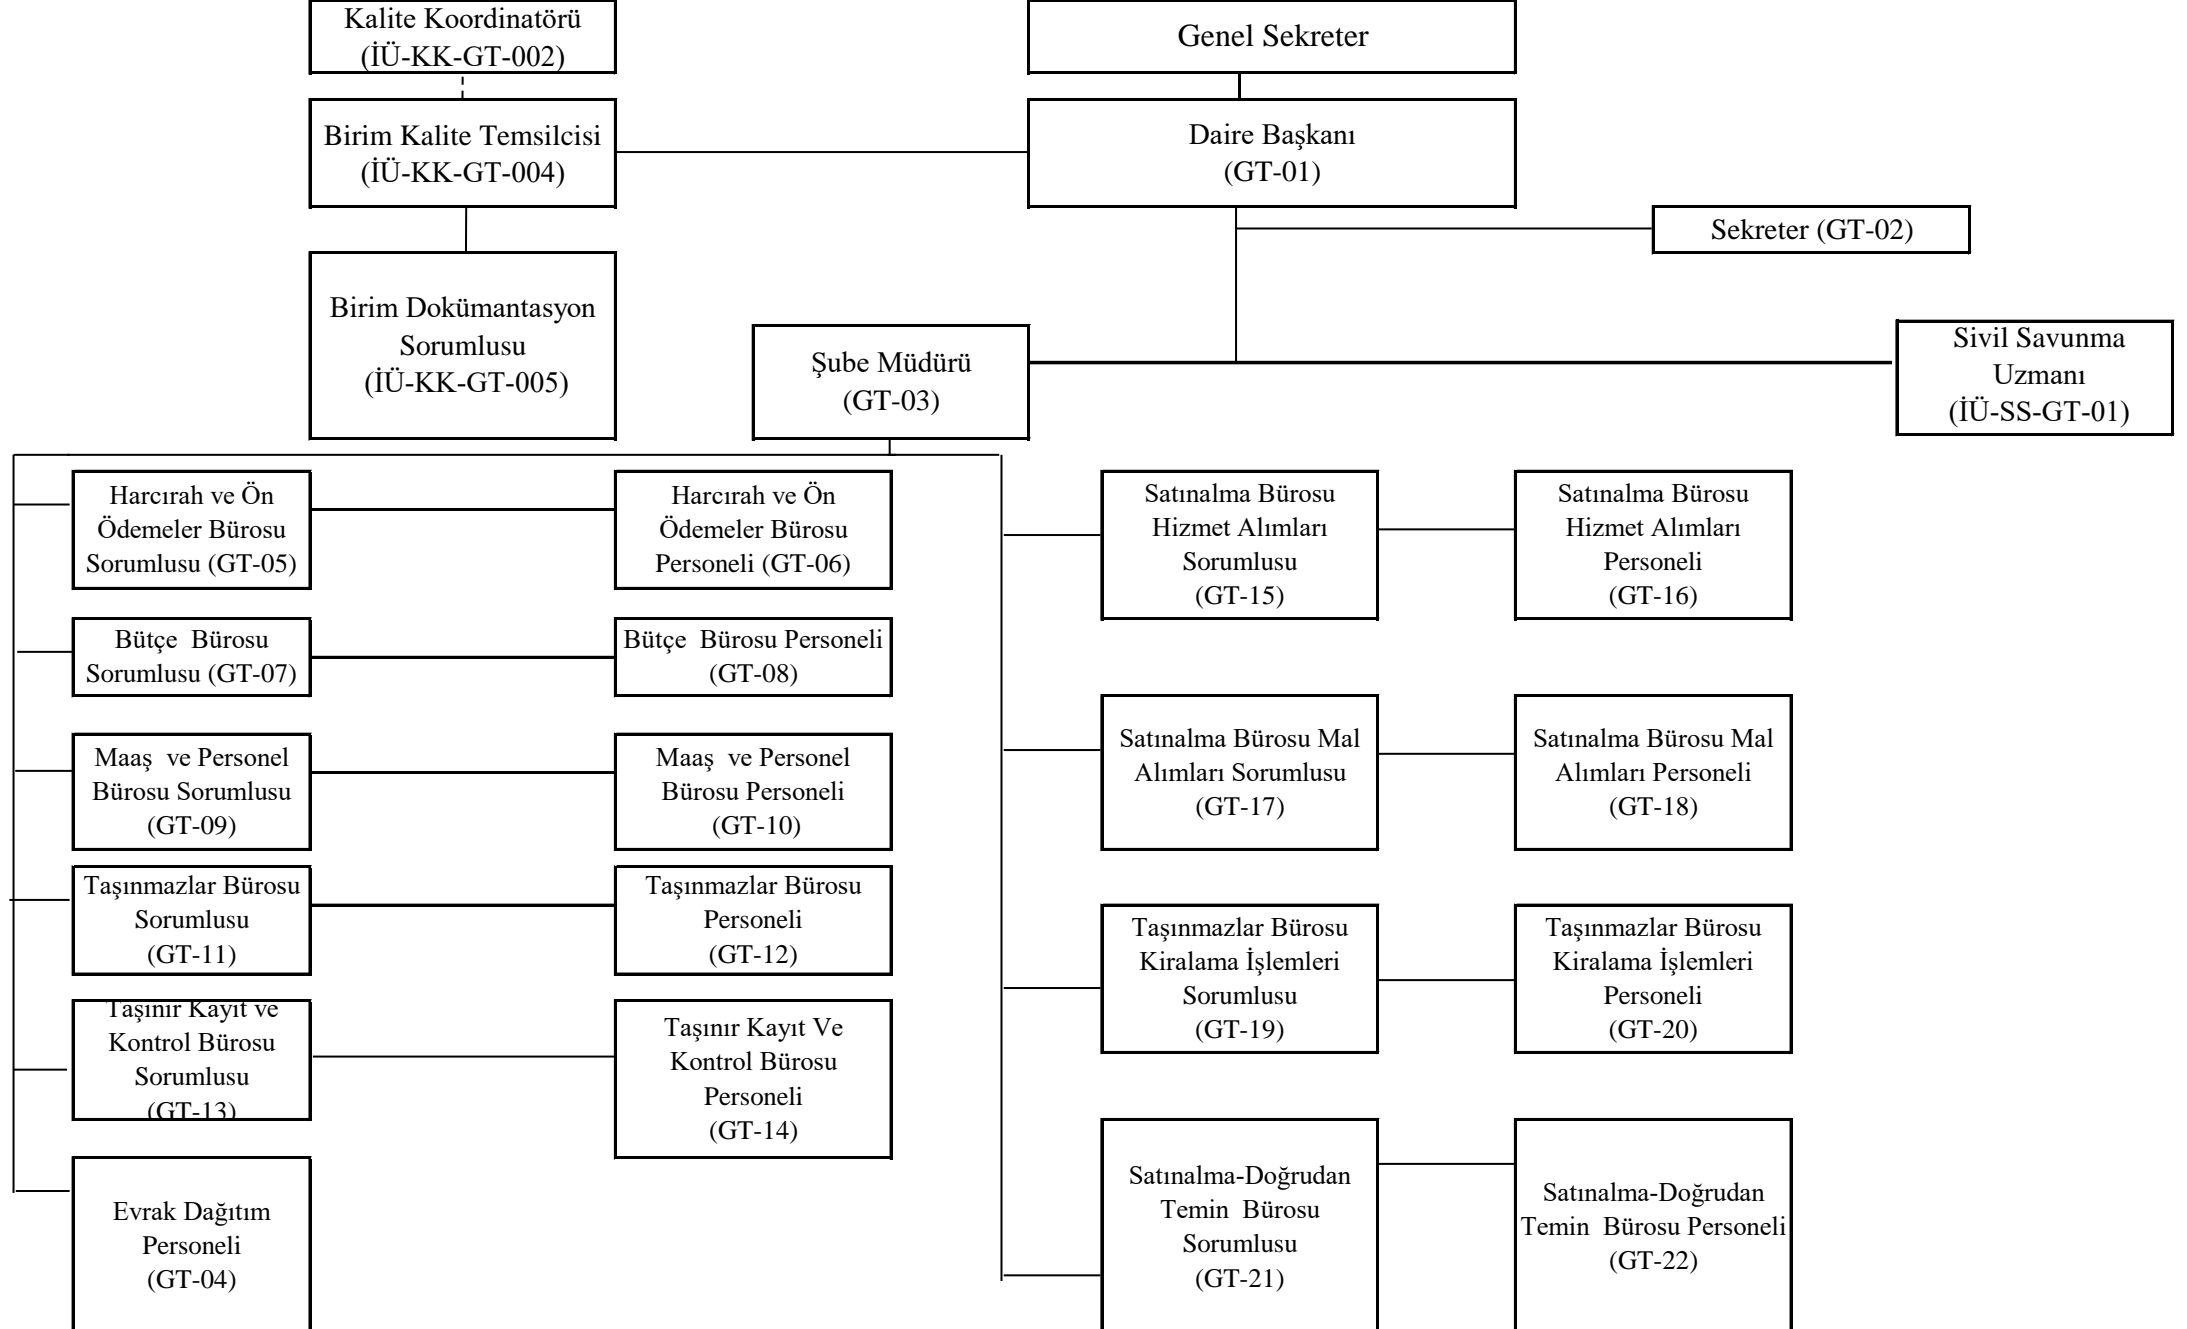 Kalite Koordinatörü
(İÜ-KK-GT-002)
Genel Sekreter
Birim Kalite Temsilcisi
(İÜ-KK-GT-004)
Daire Başkanı
(GT-01)
Sekreter (GT-02)
Birim Dokümantasyon
Sorumlusu
(İÜ-KK-GT-005)
Şube Müdürü
(GT-03)
Sivil Savunma
Uzmanı
(İÜ-SS-GT-01)
Harcırah ve Ön
Ödemeler Bürosu
Sorumlusu (GT-05)
Harcırah ve Ön
Ödemeler Bürosu
Personeli (GT-06)
Satınalma Bürosu
Hizmet Alımları
Sorumlusu
(GT-15)
Satınalma Bürosu
Hizmet Alımları
Personeli
(GT-16)
Bütçe  Bürosu
Sorumlusu (GT-07)
Bütçe  Bürosu Personeli
(GT-08)
Maaş  ve Personel
Bürosu Sorumlusu
(GT-09)
Maaş  ve Personel
Bürosu Personeli
(GT-10)
Satınalma Bürosu Mal
Alımları Sorumlusu
(GT-17)
Satınalma Bürosu Mal
Alımları Personeli
(GT-18)
Taşınmazlar Bürosu
Sorumlusu
(GT-11)
Taşınmazlar Bürosu
Personeli
(GT-12)
Taşınmazlar Bürosu
Kiralama İşlemleri
Sorumlusu
(GT-19)
Taşınmazlar Bürosu
Kiralama İşlemleri
Personeli
(GT-20)
Taşınır Kayıt ve
Kontrol Bürosu
Sorumlusu
(GT-13)
Taşınır Kayıt Ve
Kontrol Bürosu
Personeli
(GT-14)
Evrak Dağıtım
Personeli
(GT-04)
Satınalma-Doğrudan
Temin  Bürosu
Sorumlusu
(GT-21)
Satınalma-Doğrudan
Temin  Bürosu Personeli
(GT-22)